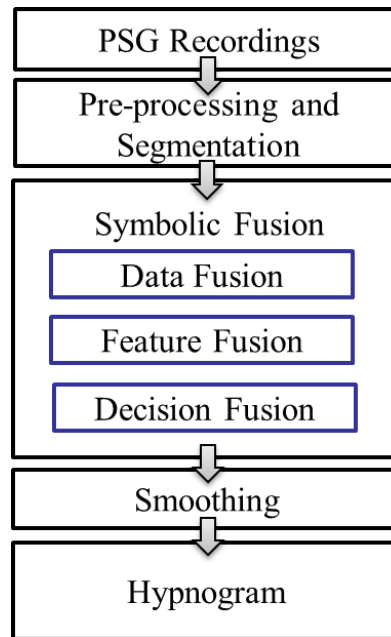 PSG Recordings
Pre-processing and
Segmentation
Symbolic Fusion
Data Fusion
Feature Fusion
Decision Fusion
Smoothing
Hypnogram